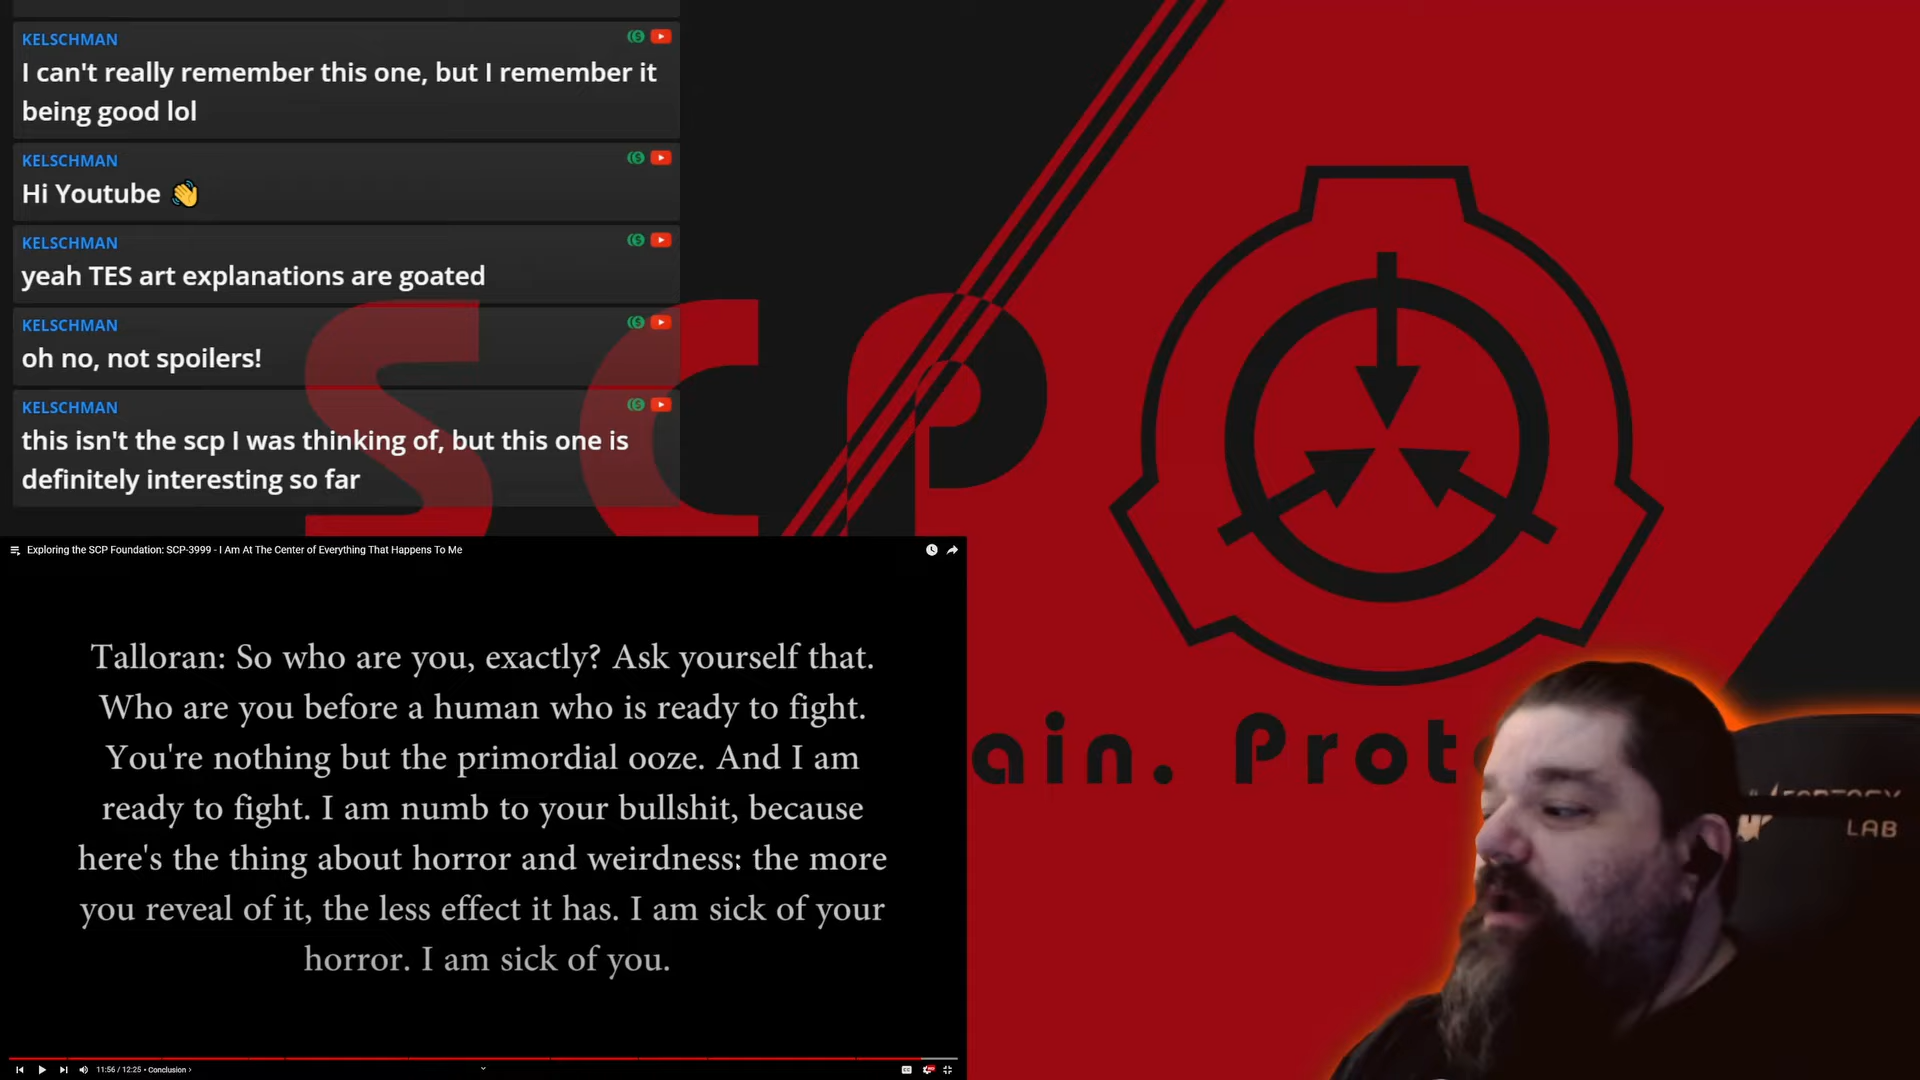 KELSCHMAN
I can't really remember this one, but I remember it
being good lol
KELSCHMAN
Hi Youtube 👋
KELSCHMAN
yeah TES art explanations are goated
KELSCHMAN
oh no, not spoilers!
KELSCHMAN
this isn't the scp I was thinking of, but this one is
definitely interesting so far
SCP
Exploring the SCP Foundation: SCP-3999 - I Am At The Center of Everything That Happens To Me
Talloran: So who are you, exactly? Ask yourself that.
Who are you before a human who is ready to fight.
You're nothing but the primordial ooze. And I am
ready to fight. I am numb to your bullshit, because
here's the thing about horror and weirdness: the more
you reveal of it, the less effect it has. I am sick of your
horror. I am sick of you.
ain. Prote
LAB
11:56 / 12:25 • Conclusion ›
CC